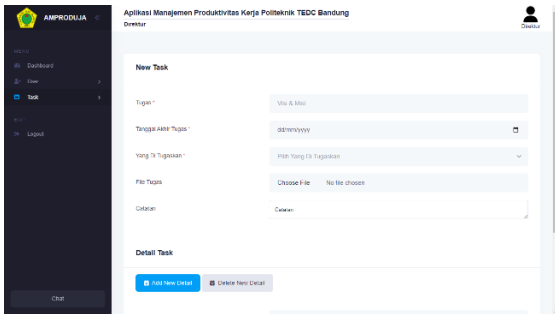 AMPRODUJA
Aplikasi Manajemen Produktivitas Kerja Politeknik TEDC Bandung
Direktur
Direktur
Dashboard
User
Task
Logout
Chat
New Task
Tugas *
Visi & Misi
Tanggal Akhir Tugas *
dd/mm/yyyy
Yang Di Tugaskan *
Pilih Yang Di Tugaskan
File Tugas
Choose File No file chosen
Catatan
Catatan
Detail Task
Add New Detail
Delete New Detail